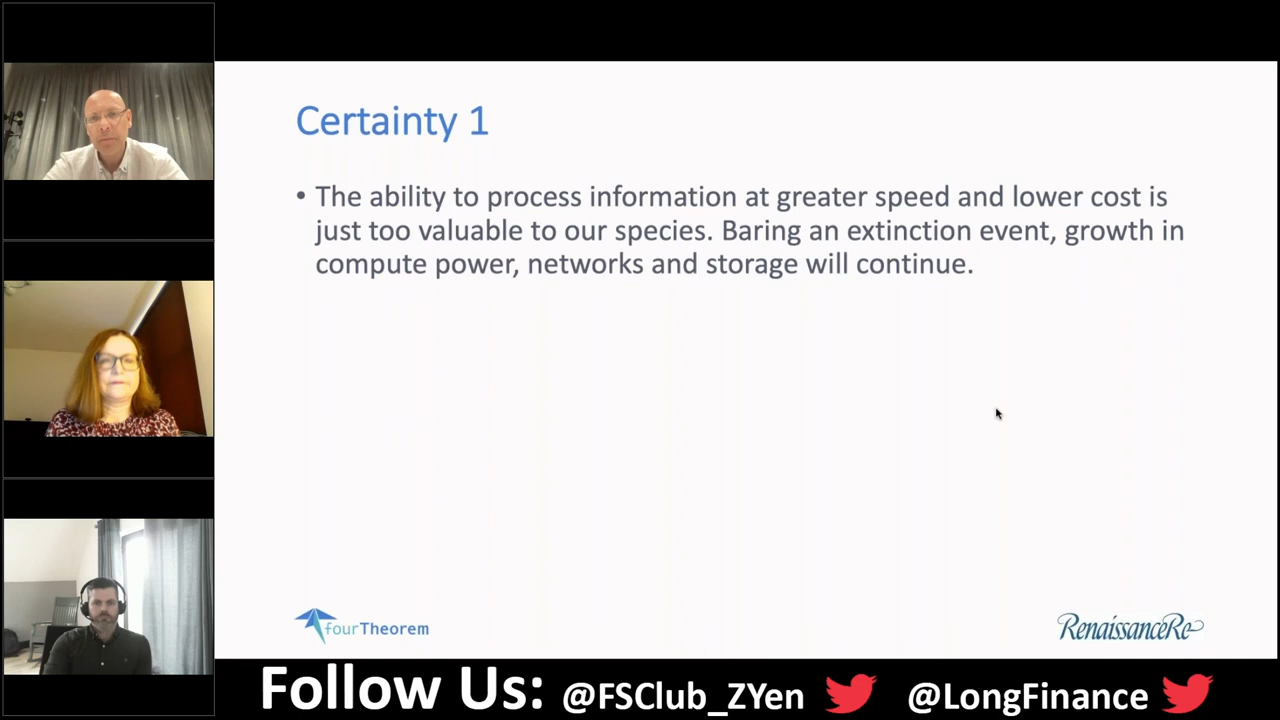 Certainty 1
• The ability to process information at greater speed and lower cost is
just too valuable to our species. Baring an extinction event, growth in
compute power, networks and storage will continue.
fourTheorem
RenaissanceRe
Follow Us: @FSClub_ZYen @LongFinance